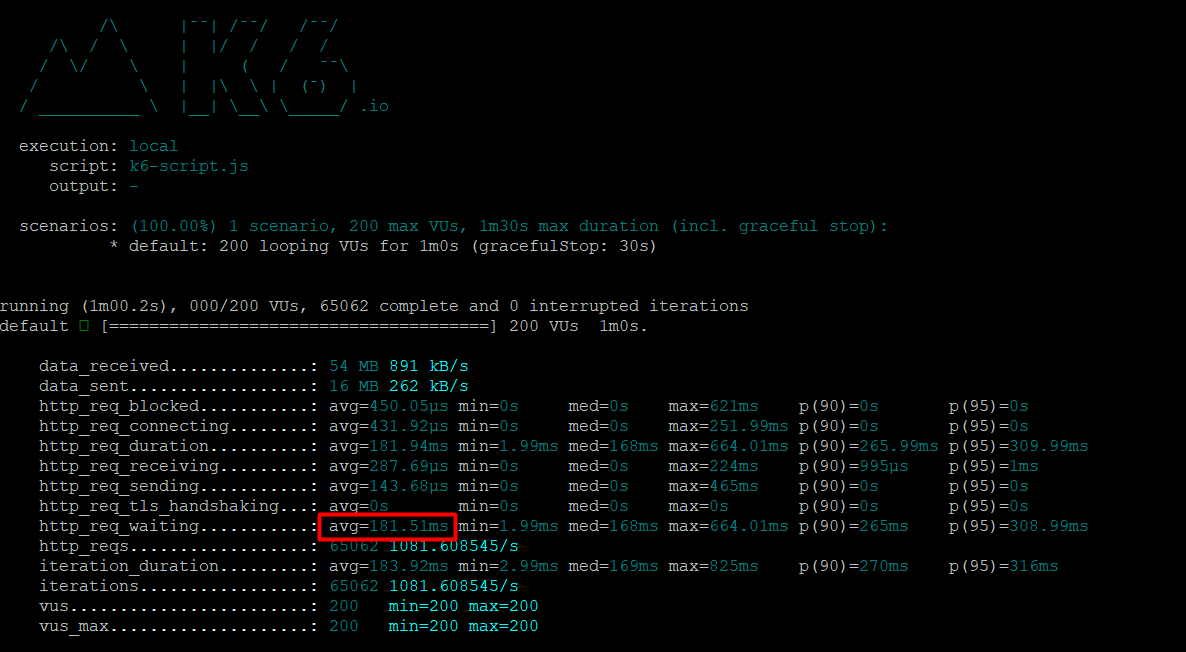 .io
execution: local
script: k6-script.js
output: -
scenarios: (100.00%) 1 scenario, 200 max VUs, 1m30s max duration (incl. graceful stop):
* default: 200 looping VUs for 1m0s (gracefulStop: 30s)
running (1m00.2s), 000/200 VUs, 65062 complete and 0 interrupted iterations
default □ [======================================] 200 VUs  1m0s.
data_received..............: 54 MB 891 kB/s
data_sent..................: 16 MB 262 kB/s
http_req_blocked...........: avg=450.05µs min=0s     med=0s    max=621ms    p(90)=0s       p(95)=0s
http_req_connecting........: avg=431.92µs min=0s     med=0s    max=251.99ms p(90)=0s       p(95)=0s
http_req_duration..........: avg=181.94ms min=1.99ms med=168ms max=664.01ms p(90)=265.99ms p(95)=309.99ms
http_req_receiving.........: avg=287.69µs min=0s     med=0s    max=224ms    p(90)=995µs    p(95)=1ms
http_req_sending...........: avg=143.68µs min=0s     med=0s    max=465ms    p(90)=0s       p(95)=0s
http_req_tls_handshaking...: avg=0s       min=0s     med=0s    max=0s       p(90)=0s       p(95)=0s
http_req_waiting...........: avg=181.51ms min=1.99ms med=168ms max=664.01ms p(90)=265ms    p(95)=308.99ms
http_reqs..................: 65062 1081.608545/s
iteration_duration.........: avg=183.92ms min=2.99ms med=169ms max=825ms    p(90)=270ms    p(95)=316ms
iterations.................: 65062 1081.608545/s
vus........................: 200   min=200 max=200
vus_max....................: 200   min=200 max=200